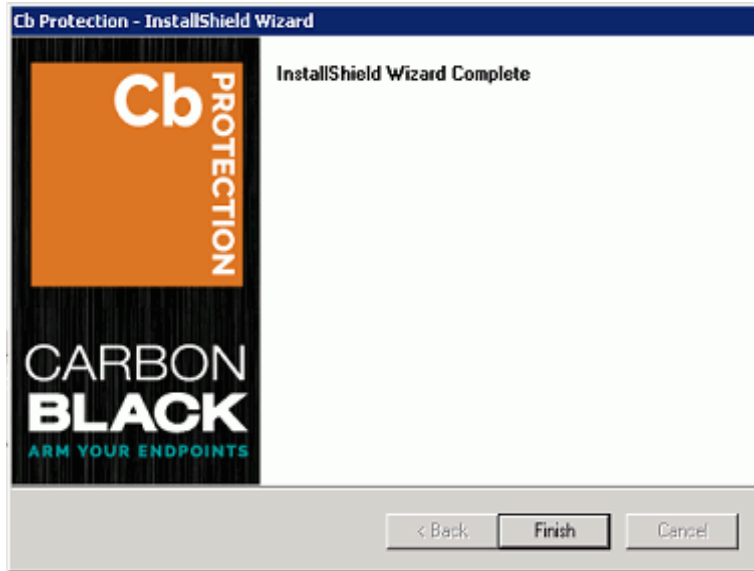 Cb Protection - InstallShield Wizard
Cb
PROTECTION
InstallShield Wizard Complete
CARBON
BLACK
ARM YOUR ENDPOINTS
< Back
Finish
Cancel